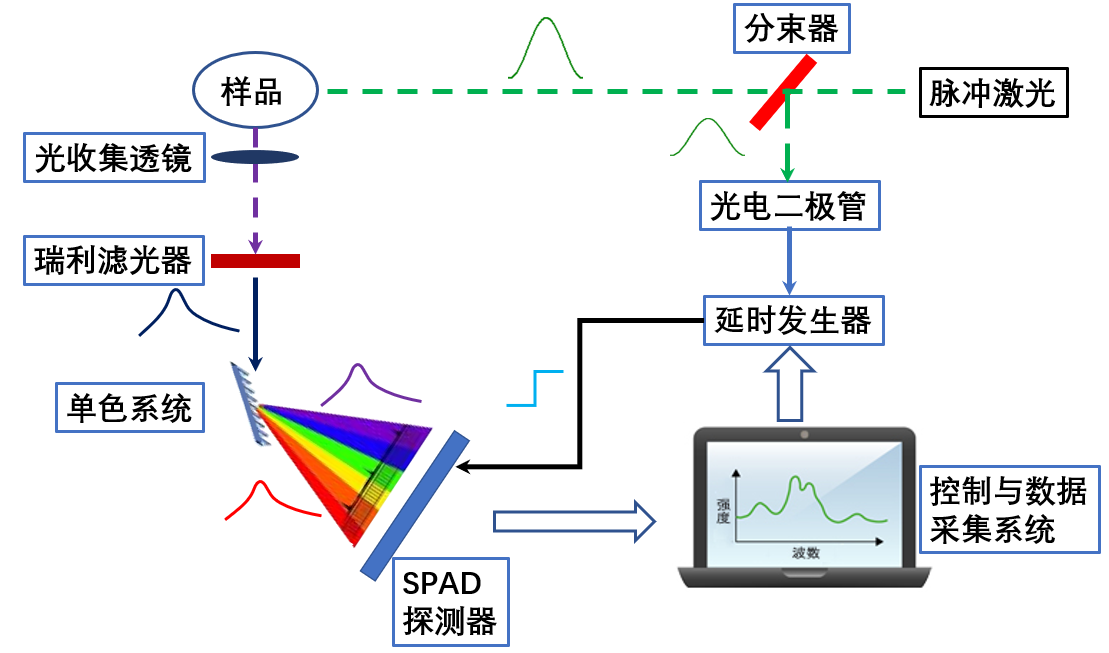 分束器
样品
脉冲激光
光收集透镜
光电二极管
瑞利滤光器
延时发生器
单色系统
强度
波数
控制与数据
采集系统
SPAD
探测器